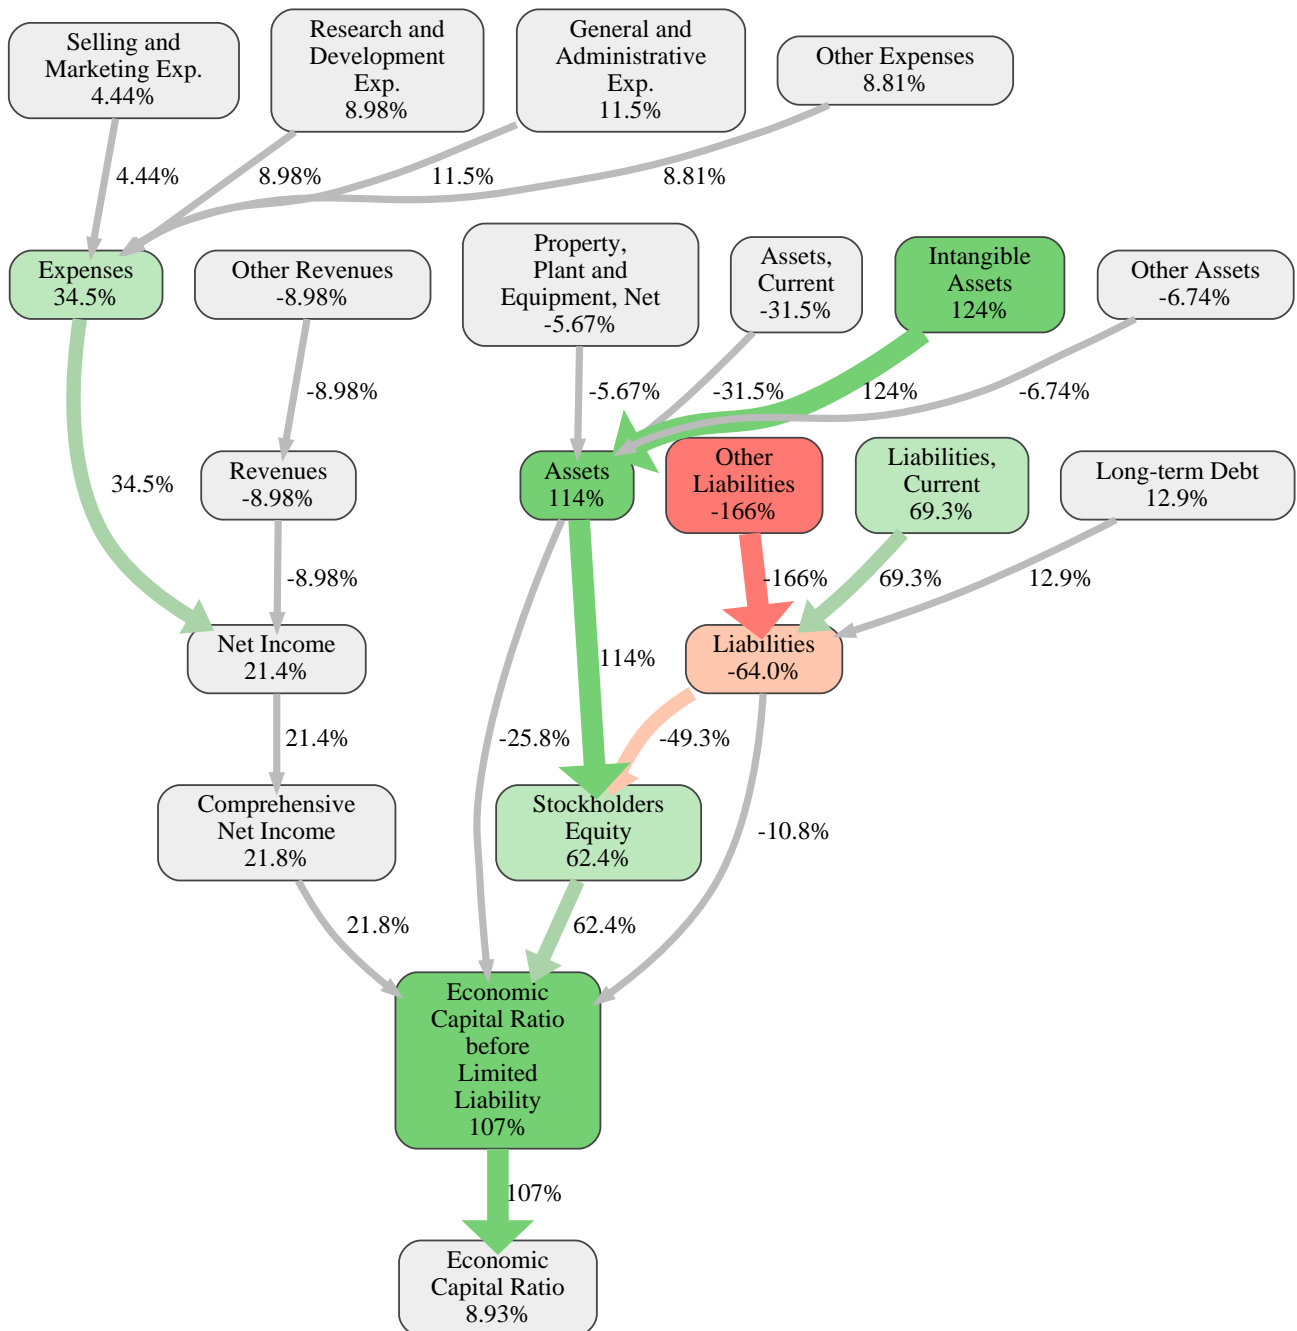 Selling and
Marketing Exp.
4.44%
Research and
Development
Exp.
8.98%
General and
Administrative
Exp.
11.5%
Other Expenses
8.81%
4.44%
8.98%
11.5%
8.81%
Expenses
34.5%
Other Revenues
-8.98%
Property,
Plant and
Equipment, Net
-5.67%
Assets,
Current
-31.5%
Intangible
Assets
124%
Other Assets
-6.74%
-8.98%
-5.67%
-31.5%
124%
-6.74%
34.5%
Revenues
-8.98%
Assets
114%
Other
Liabilities
-166%
Liabilities,
Current
69.3%
Long-term Debt
12.9%
-8.98%
-166%
69.3%
12.9%
Net Income
21.4%
114%
Liabilities
-64.0%
21.4%
-25.8%
-49.3%
Comprehensive
Net Income
21.8%
Stockholders
Equity
62.4%
-10.8%
21.8%
62.4%
Economic
Capital Ratio
before
Limited
Liability
107%
107%
Economic
Capital Ratio
8.93%